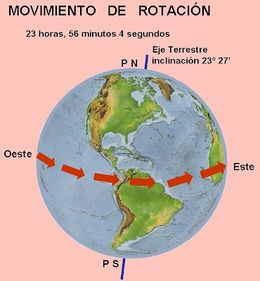 MOVIMIENTO DE ROTACIÓN
23 horas, 56 minutos 4 segundos
Eje Terrestre
P N inclinación 23° 27'
Oeste
Este
P S